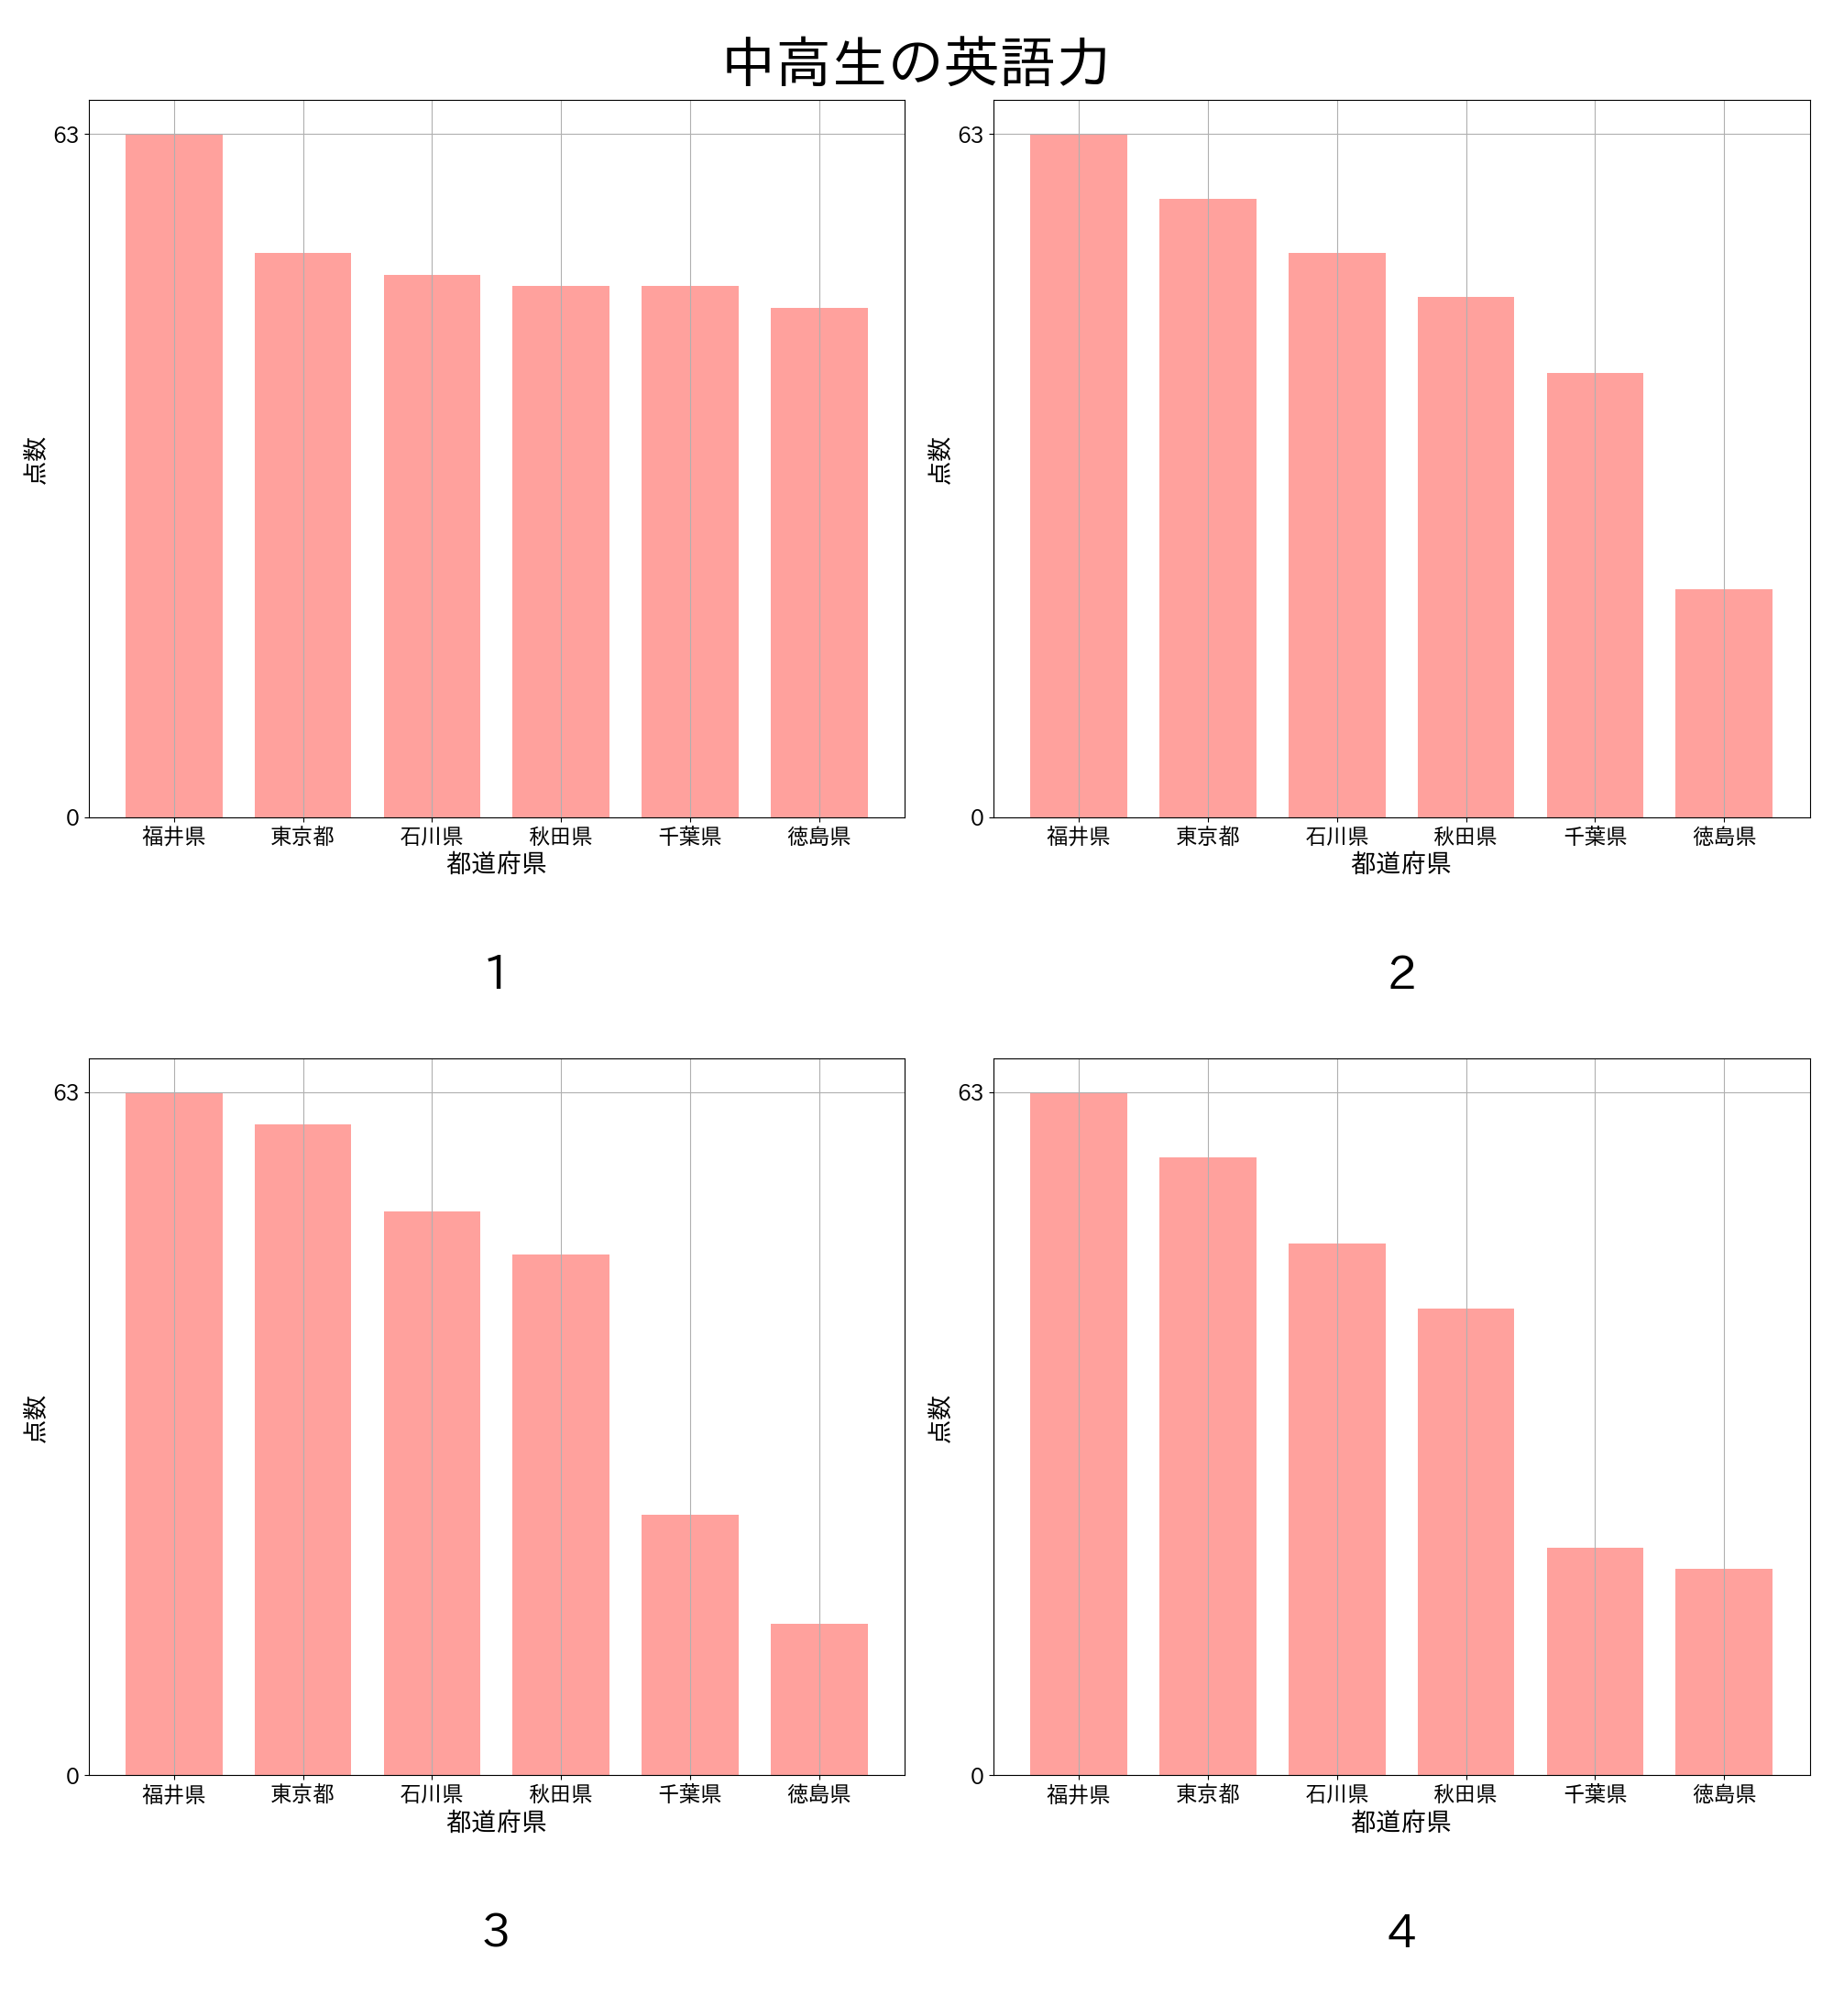 中高生の英語力
63
点数
0
福井県 東京都 石川県 秋田県 千葉県 徳島県
都道府県
1
63
点数
0
福井県 東京都 石川県 秋田県 千葉県 徳島県
都道府県
2
63
点数
0
福井県 東京都 石川県 秋田県 千葉県 徳島県
都道府県
3
63
点数
0
福井県 東京都 石川県 秋田県 千葉県 徳島県
都道府県
4